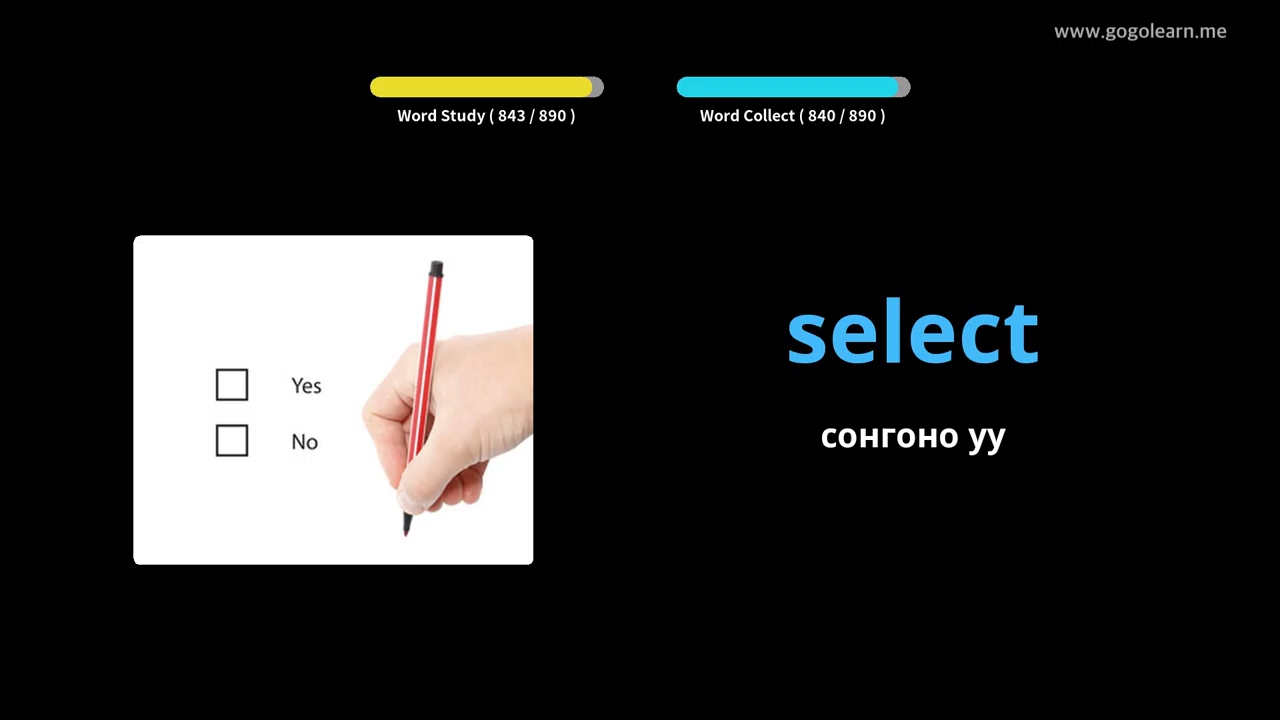 www.gogolearn.me
Word Study ( 843 / 890 )
Word Collect ( 840 / 890 )
Yes
No
select
сонгоно уу